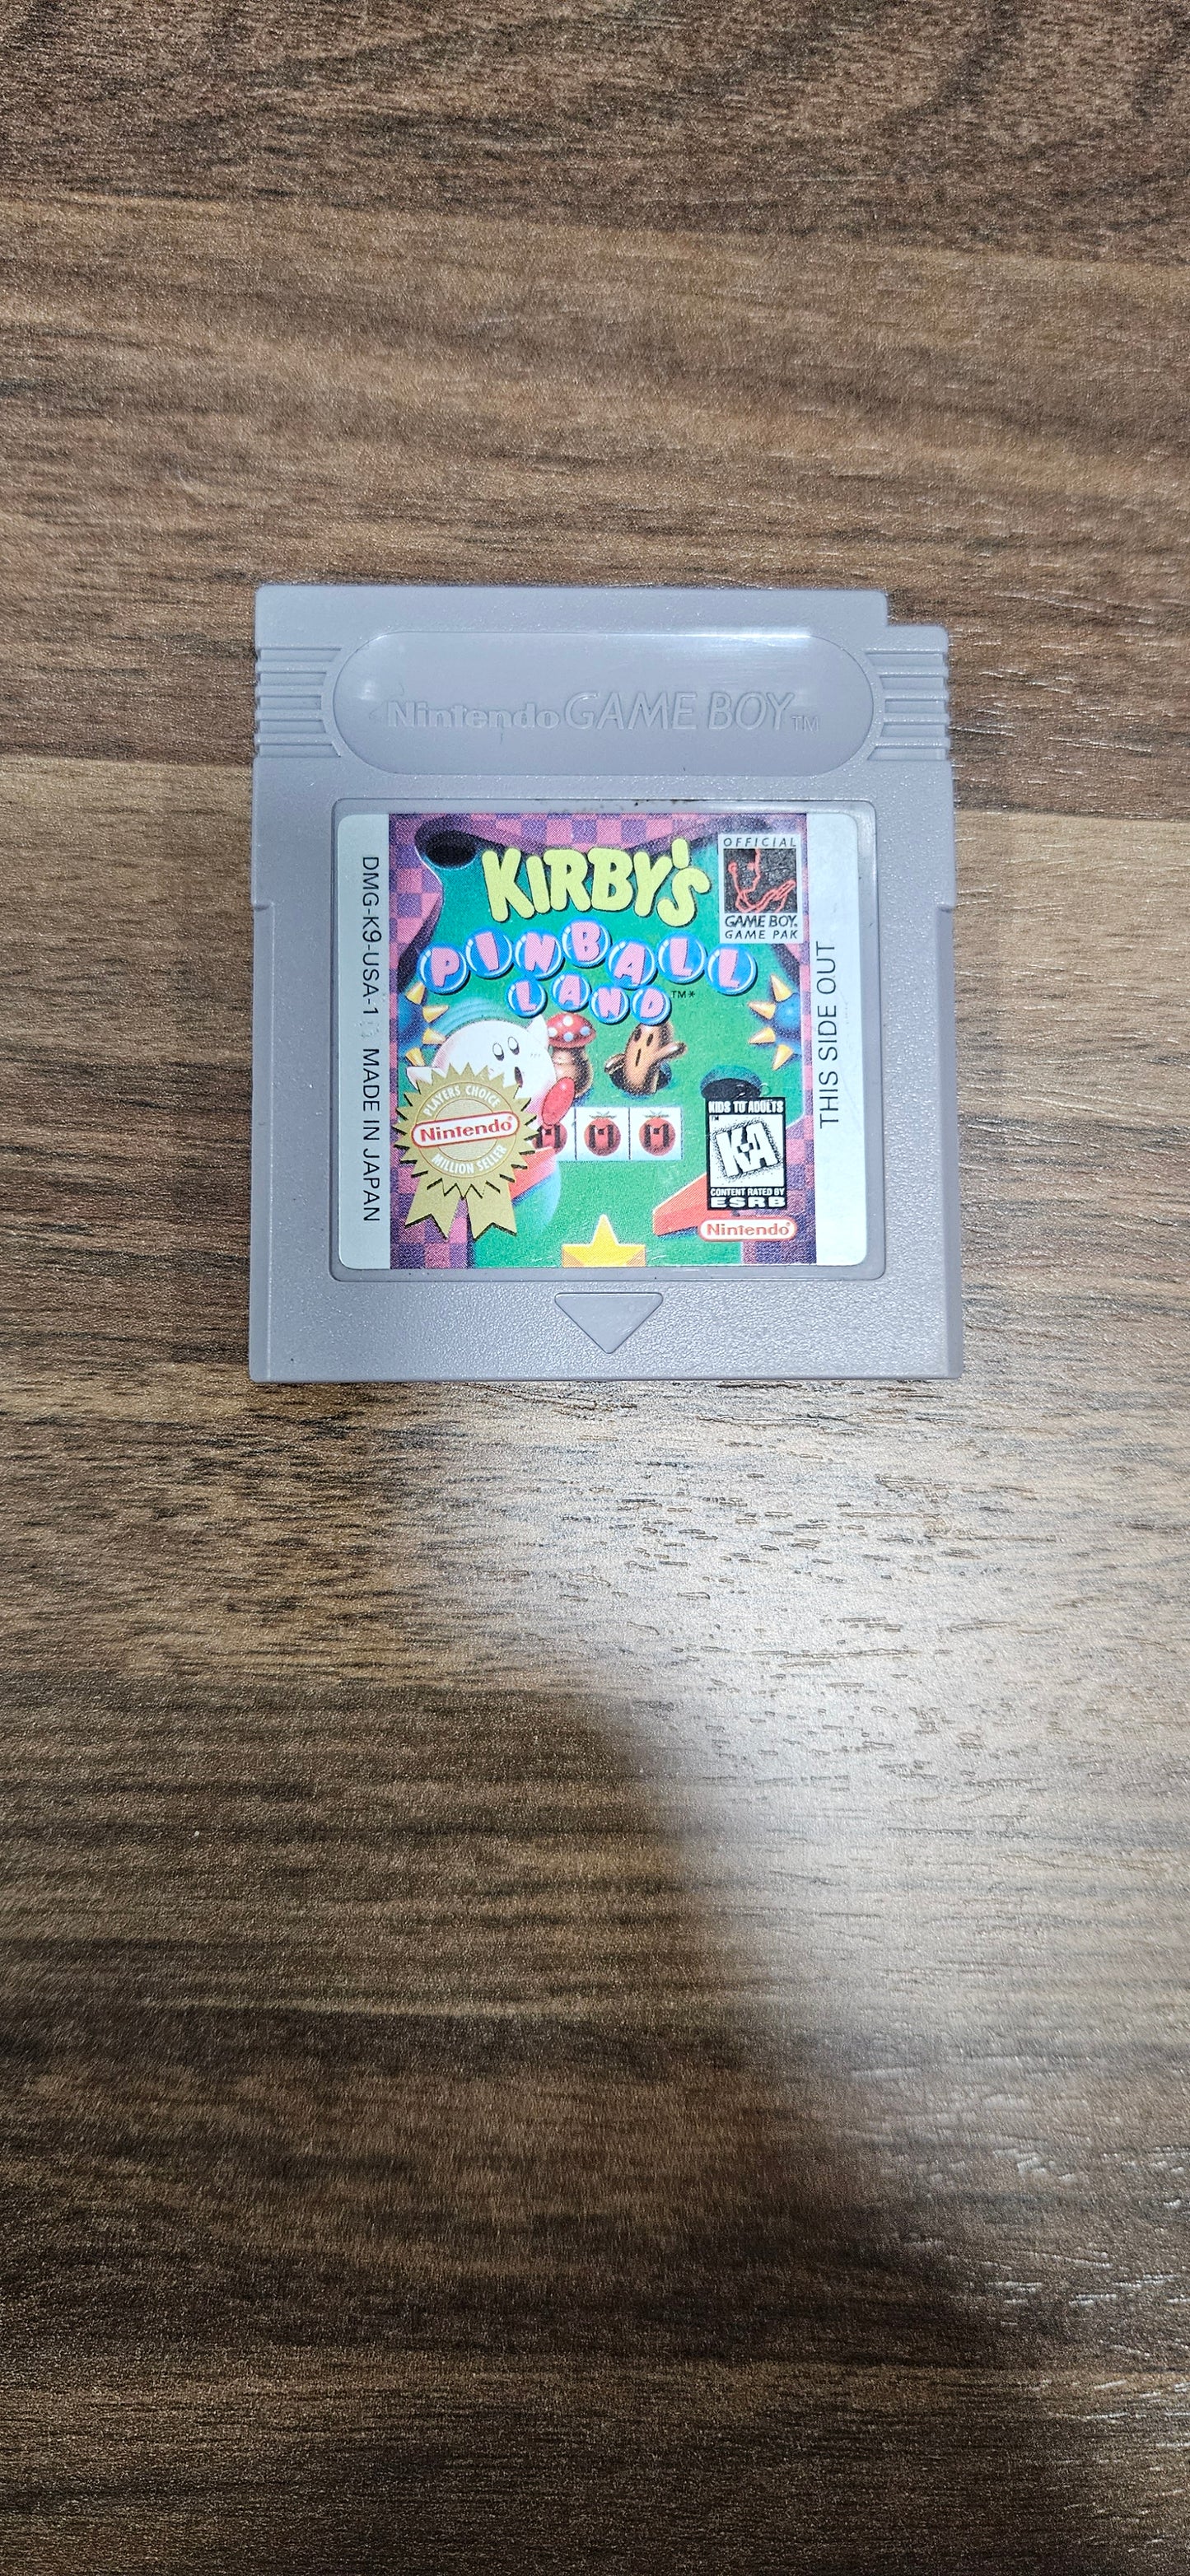 Nintendo GAME BOY TM
DMG-K9-USA-1
MADE IN JAPAN
KIRBY'S
PINBALL
LAND TM*
OFFICIAL
GAME BOY
GAME PAK
THIS SIDE OUT
PLAYERS CHOICE
Nintendo
MILLION SELLER
KIDS TO ADULTS
K-A
CONTENT RATED BY
ESRB
Nintendo